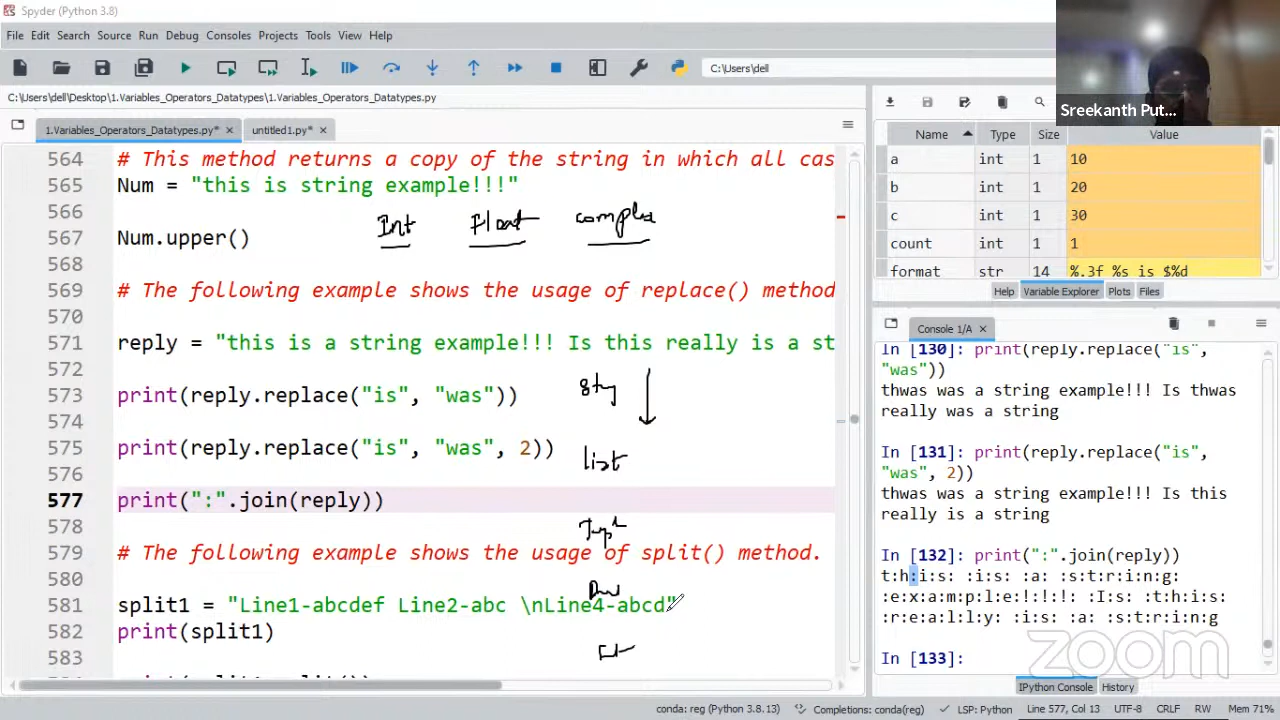 Spyder (Python 3.8)
File Edit Search Source Run Debug Consoles Projects Tools View Help
C:\Users\dell
C:\Users\dell\Desktop\1.Variables_Operators_Datatypes\1.Variables_Operators_Datatypes.py
Sreekanth Put...
1.Variables_Operators_Datatypes.py* untitled1.py*
564 # This method returns a copy of the string in which all cas
565 Num = "this is string example!!!"
566
Int Float
567 Num.upper()
568
569 # The following example shows the usage of replace() method
570
571 reply = "this is a string example!!! Is this really is a st
572
573 print(reply.replace("is", "was"))
574
575 print(reply.replace("is", "was", 2))
list
576
577 print(":".join(reply))
578
579 # The following example shows the usage of split() method.
580
581 split1 = "Line1-abcdef Line2-abc \nLine4-abcd"
582 print(split1)
583
Name Type Size Value
a int 1 10
b int 1 20
c int 1 30
count int 1 1
format str 14 %.3f %s is $%d
Help Variable Explorer Plots Files
Console 1/A
In [130]: print(reply.replace("is",
"was"))
thwas was a string example!!! Is thwas
really was a string
In [131]: print(reply.replace("is",
"was", 2))
thwas was a string example!!! Is this
really is a string
In [132]: print(":".join(reply))
t:h:i:s: :i:s: :a: :s:t:r:i:n:g:
:e:x:a:m:p:l:e:!:!:!: :I:s: :t:h:i:s:
:r:e:a:l:l:y: :i:s: :a: :s:t:r:i:n:g
In [133]:
zoom
IPython Console History
conda: reg (Python 3.8.13) Completions: conda(reg) LSP: Python Line 577, Col 13 UTF-8 CRLF RW Mem 71%